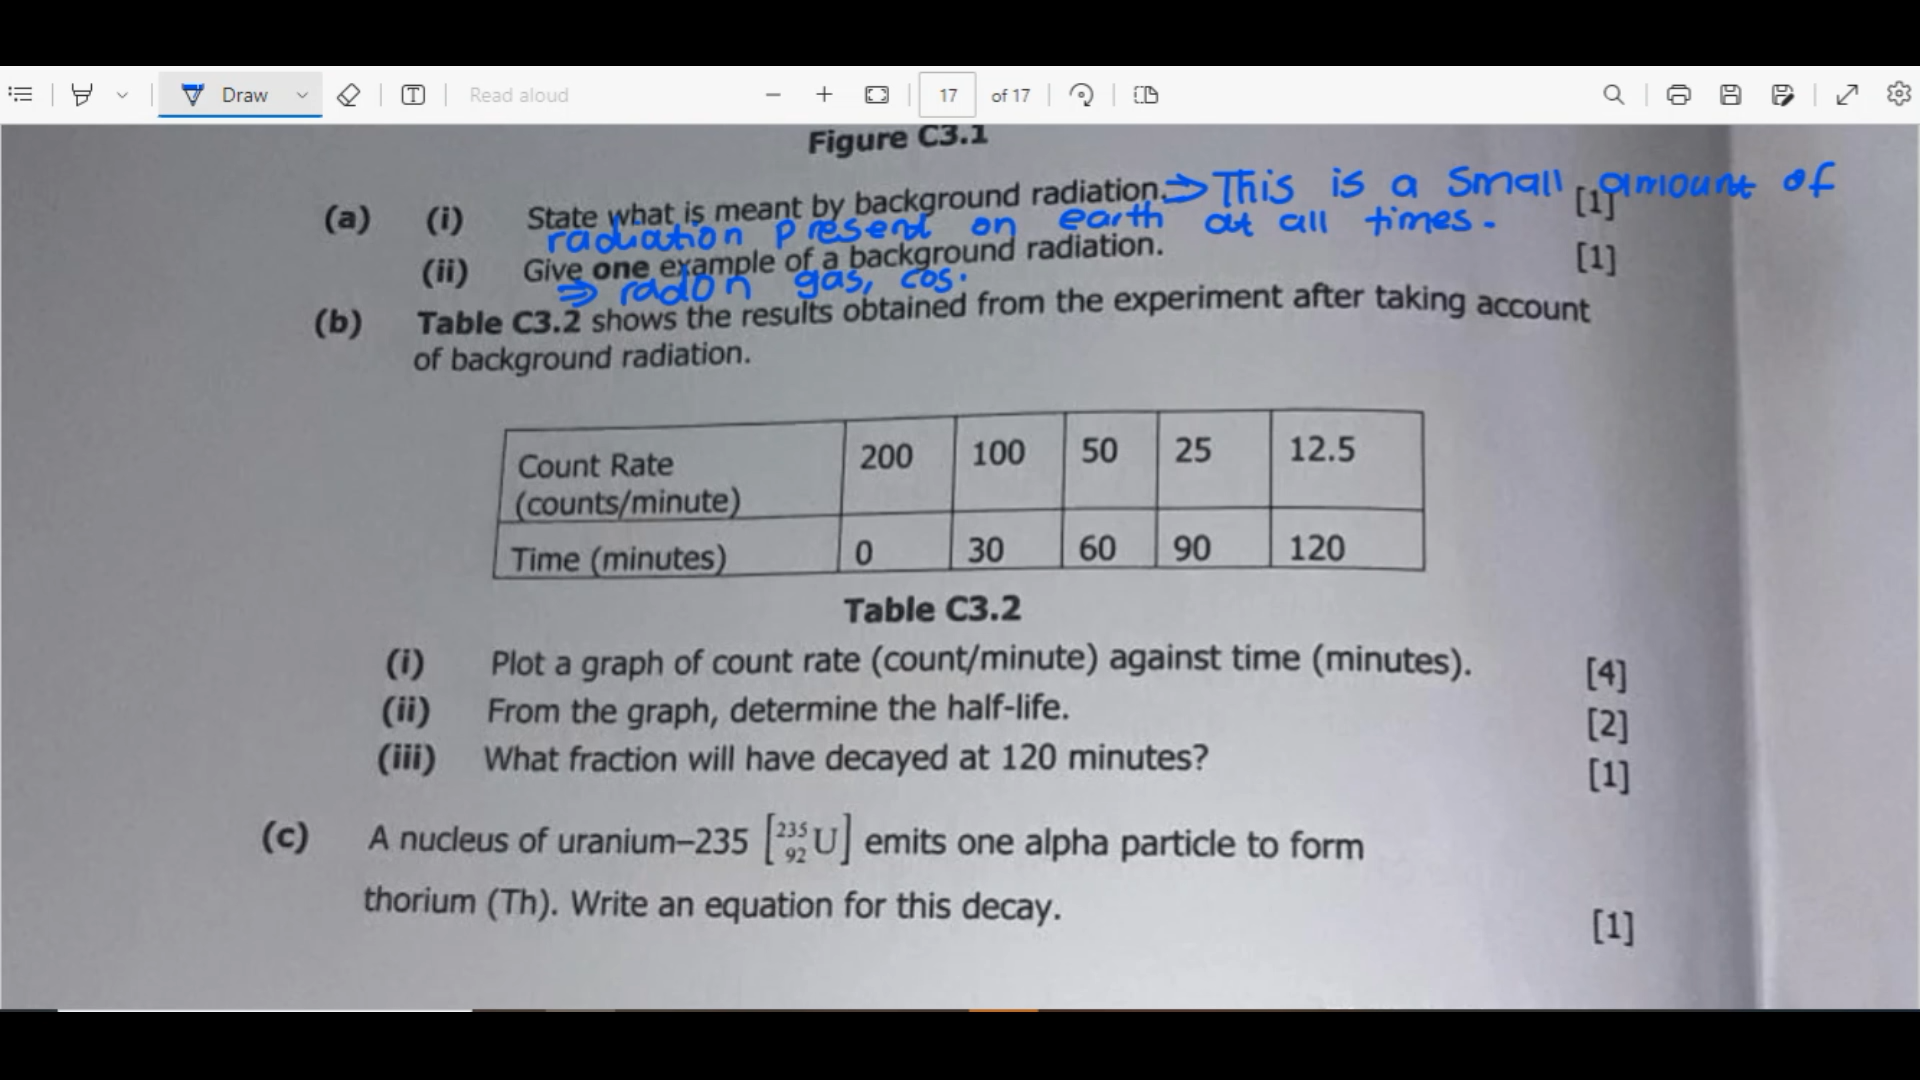 Draw
Read aloud
17 of 17
Figure C3.1
(a) (i) State what is meant by background radiation. ⇒ This is a small amount of [1]
radiation present on earth at all times.
(ii) Give one example of a background radiation. [1]
⇒ radon gas, cos.
(b) Table C3.2 shows the results obtained from the experiment after taking account
of background radiation.
Count Rate 200 100 50 25 12.5
(counts/minute)
Time (minutes) 0 30 60 90 120
Table C3.2
(i) Plot a graph of count rate (count/minute) against time (minutes). [4]
(ii) From the graph, determine the half-life. [2]
(iii) What fraction will have decayed at 120 minutes? [1]
(c) A nucleus of uranium–235 [²³⁵₉₂U] emits one alpha particle to form
thorium (Th). Write an equation for this decay. [1]